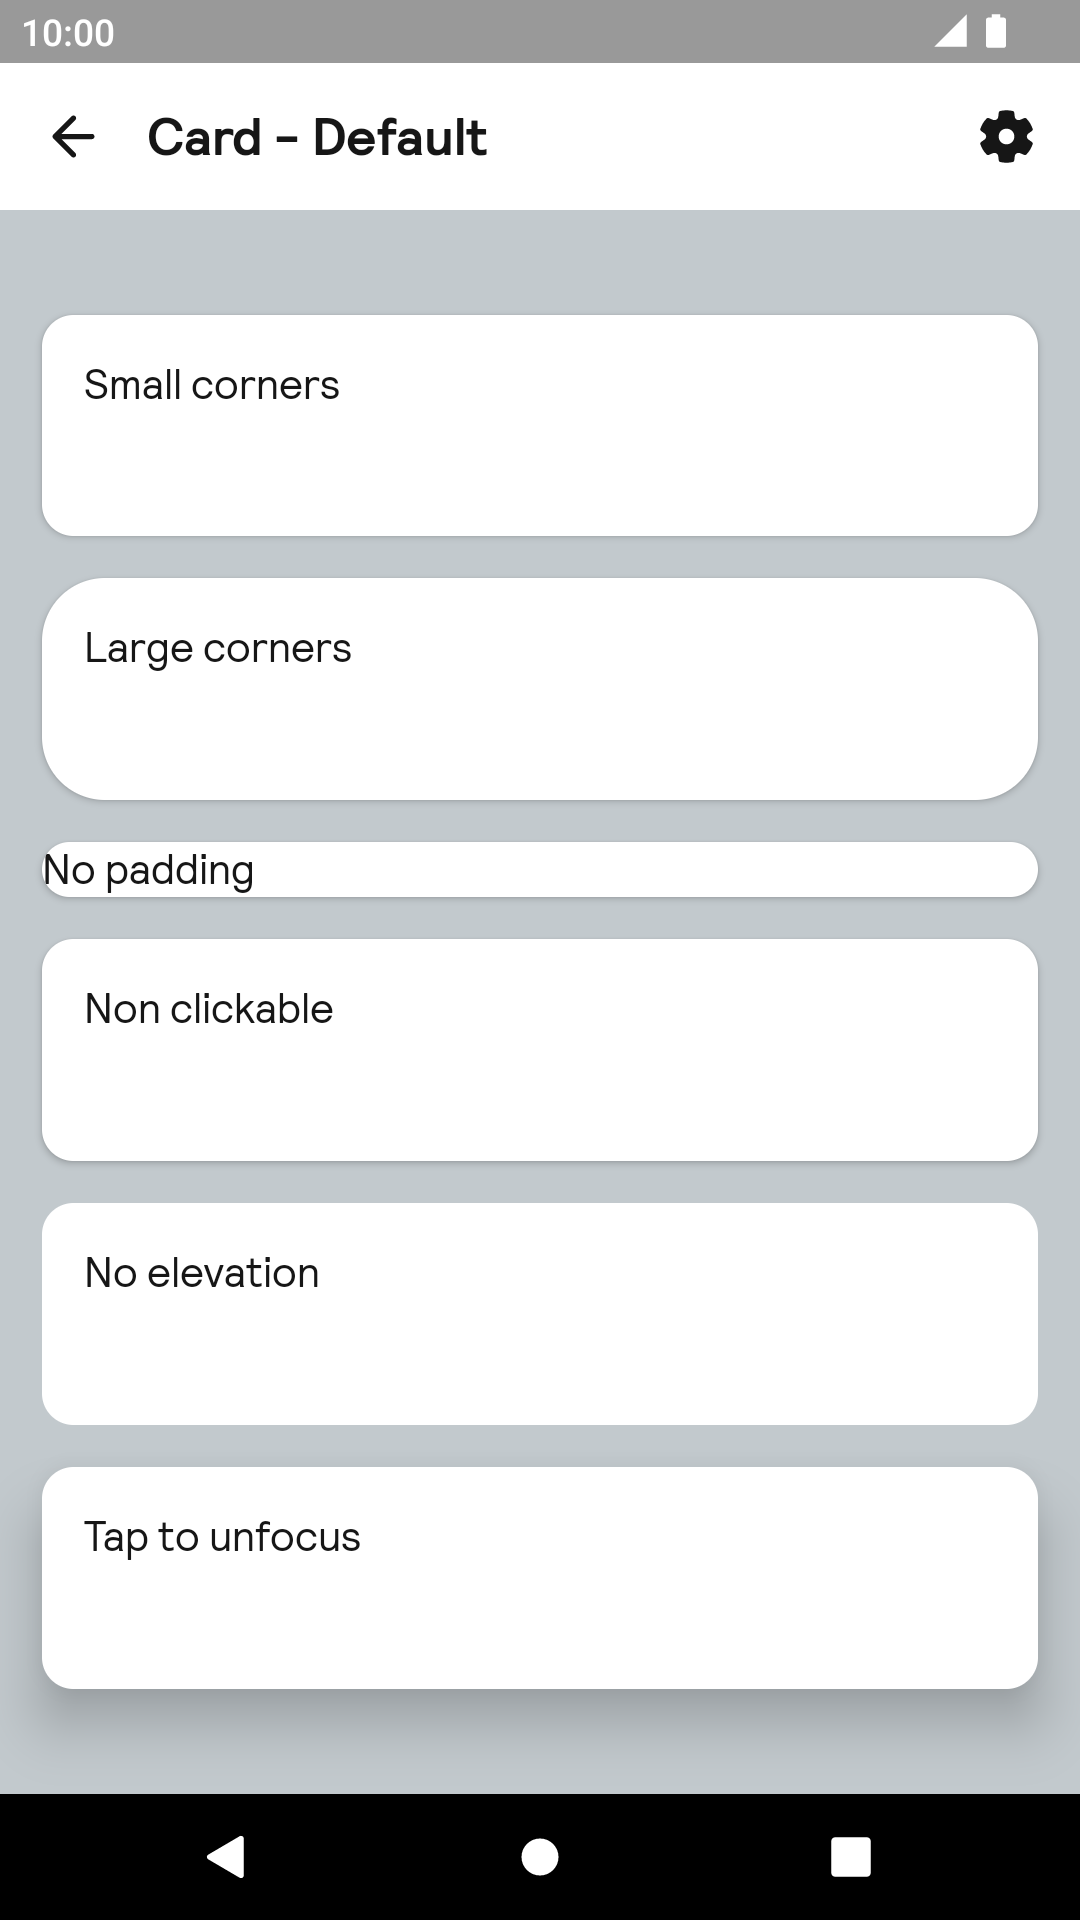 10:00
Card - Default
Small corners
Large corners
No padding
Non clickable
No elevation
Tap to unfocus